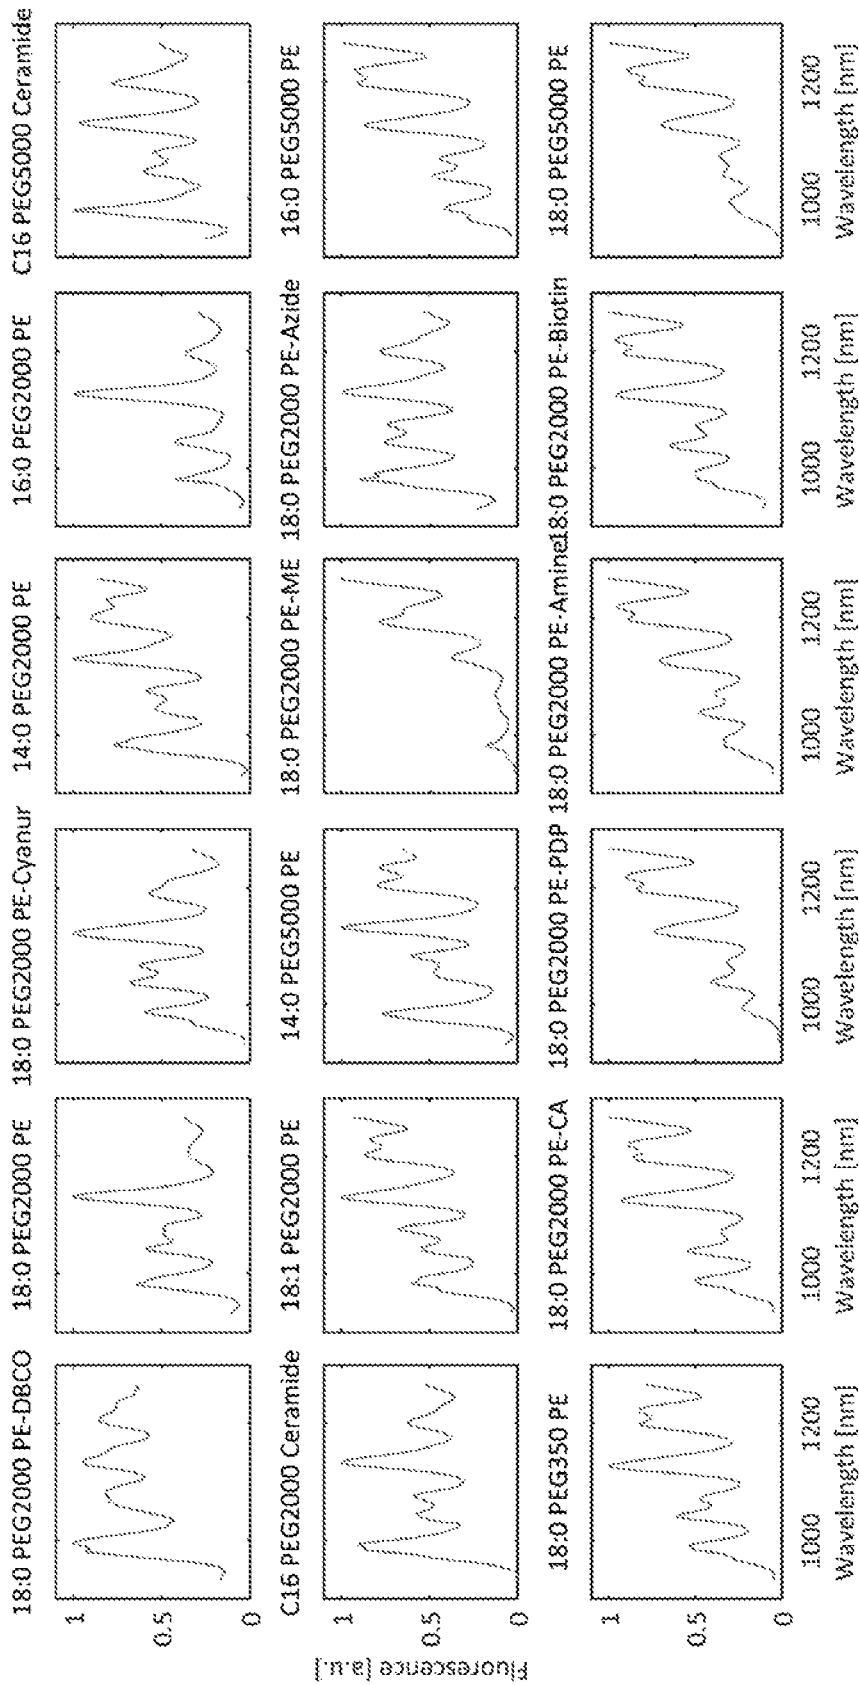 18:0 PEG2000 PE-DBCO
18:0 PEG2000 PE
18:0 PEG2000 PE-Cyanur
14:0 PEG2000 PE
16:0 PEG2000 PE
C16 PEG5000 Ceramide
1
0.5
0
C16 PEG2000 Ceramide
18:1 PEG2000 PE
14:0 PEG5000 PE
18:0 PEG2000 PE-ME
18:0 PEG2000 PE-Azide
16:0 PEG5000 PE
Fluorescence [a.u.]
1
0.5
0
18:0 PEG350 PE
18:0 PEG2000 PE-CA
18:0 PEG2000 PE-PDP
18:0 PEG2000 PE-Amine
18:0 PEG2000 PE-Biotin
18:0 PEG5000 PE
1
0.5
0
1000 1200
1000 1200
1000 1200
1000 1200
1000 1200
1000 1200
Wavelength [nm]
Wavelength [nm]
Wavelength [nm]
Wavelength [nm]
Wavelength [nm]
Wavelength [nm]